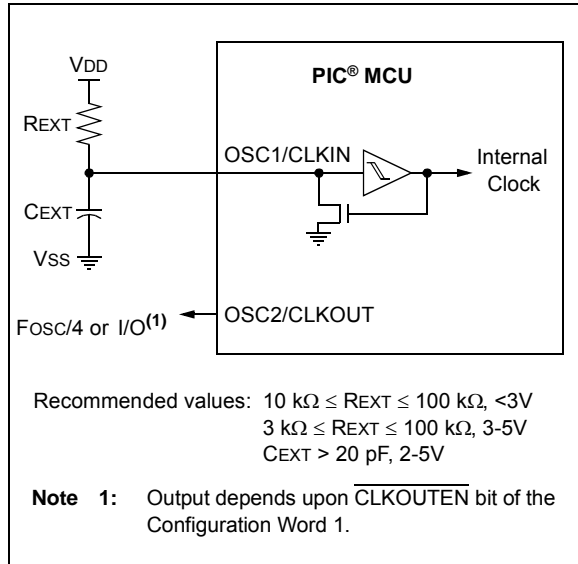 VDD
PIC® MCU
REXT
OSC1/CLKIN
Internal
Clock
CEXT
VSS
OSC2/CLKOUT
FOSC/4 or I/O(1)
Recommended values: 10 kΩ ≤ REXT ≤ 100 kΩ, <3V
3 kΩ ≤ REXT ≤ 100 kΩ, 3-5V
CEXT > 20 pF, 2-5V
Note 1: Output depends upon CLKOUTEN bit of the
Configuration Word 1.